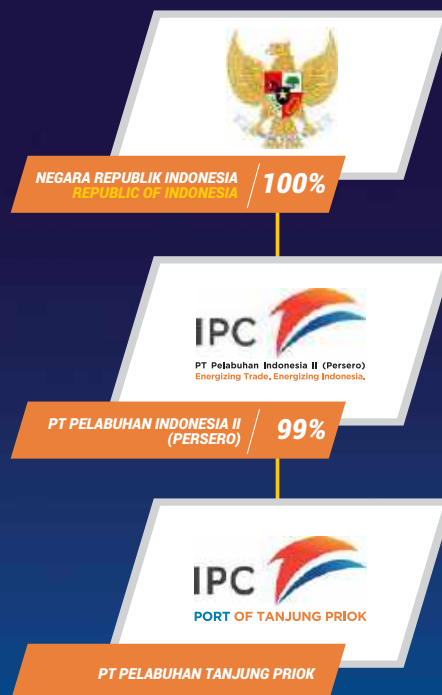 NEGARA REPUBLIK INDONESIA
REPUBLIC OF INDONESIA
100%
IPC
PT Pelabuhan Indonesia II (Persero)
Energizing Trade. Energizing Indonesia.
PT PELABUHAN INDONESIA II
(PERSERO)
99%
IPC
PORT OF TANJUNG PRIOK
PT PELABUHAN TANJUNG PRIOK